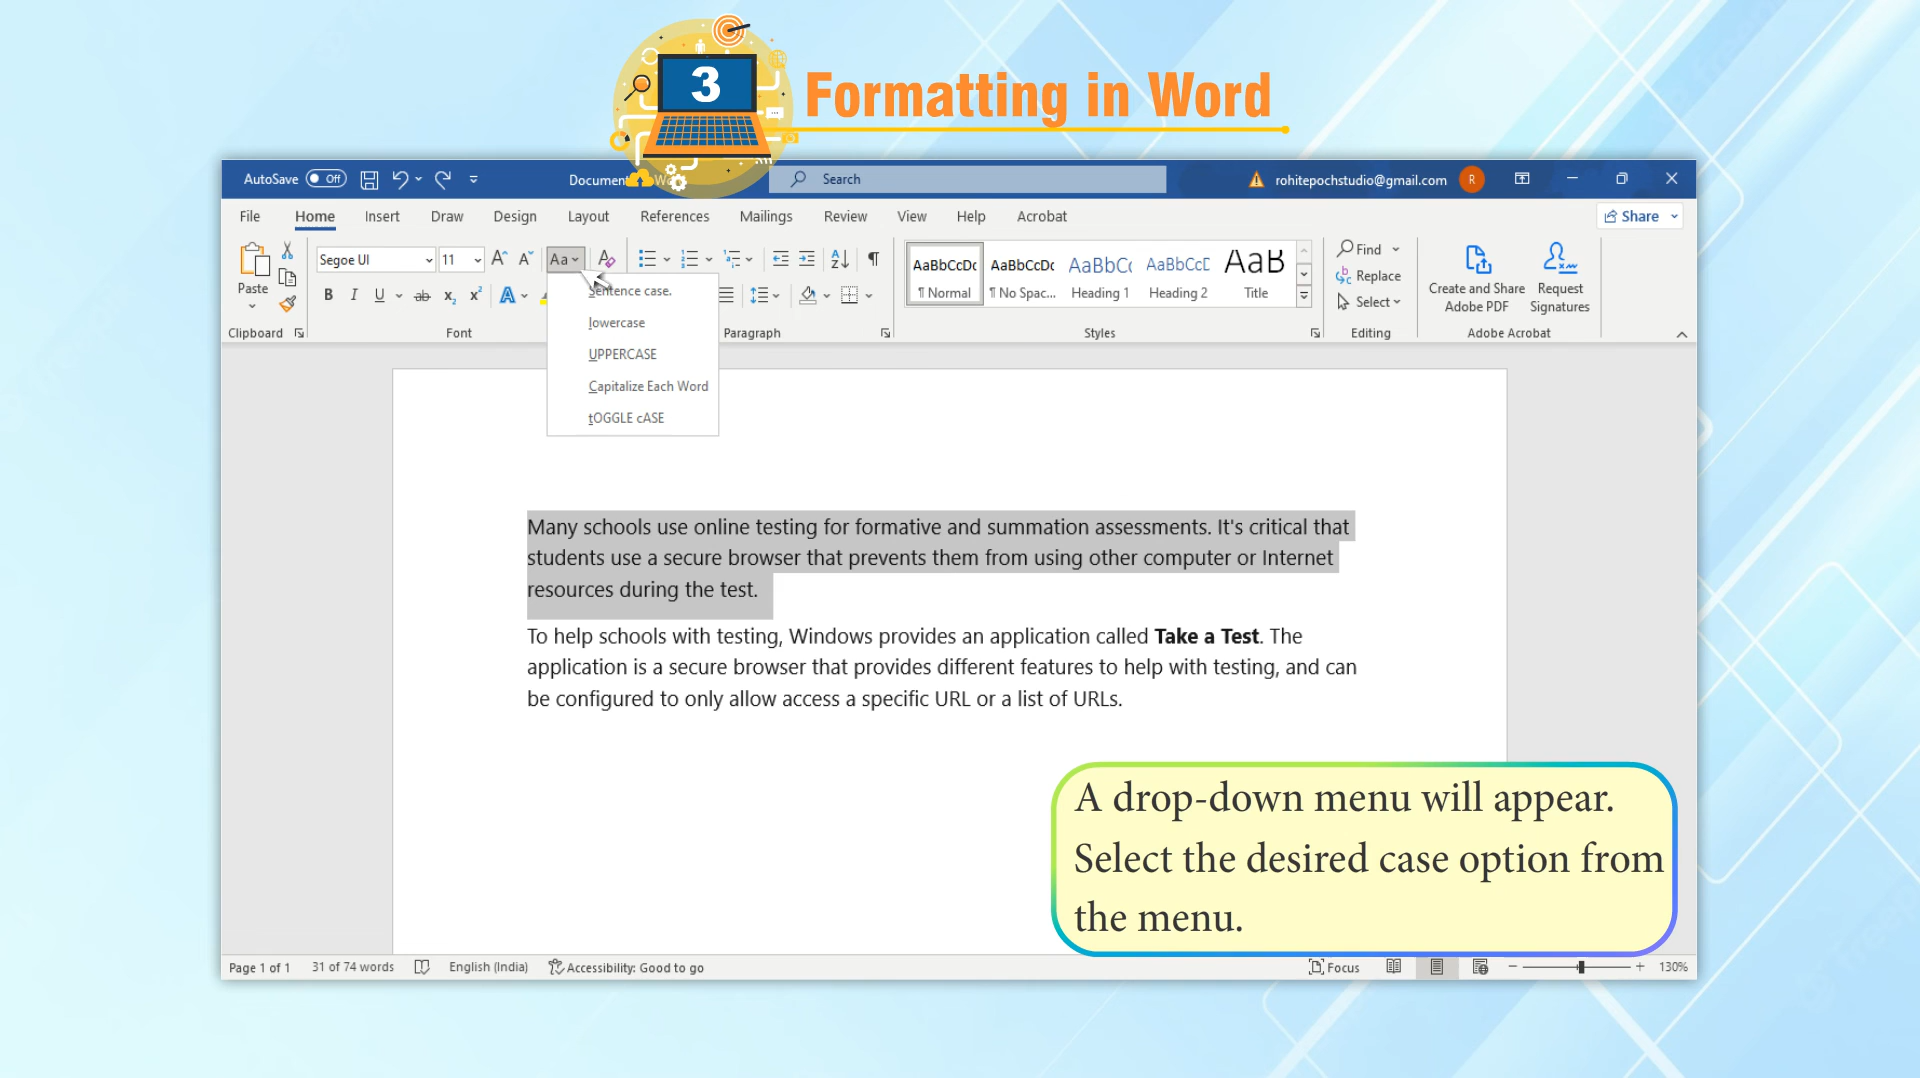 3
Formatting in Word
AutoSave Off
Document
Search
rohitepochstudio@gmail.com R
File Home Insert Draw Design Layout References Mailings Review View Help Acrobat
Share
Paste
Clipboard
Segoe UI 11 Aa
B I U ab x₂ x² A
Font
Sentence case.
lowercase
UPPERCASE
Capitalize Each Word
tOGGLE cASE
Paragraph
AaBbCcDc AaBbCcDc AaBbCc AaBbCcD AaB
¶ Normal ¶ No Spac... Heading 1 Heading 2 Title
Styles
Find
Replace
Select
Editing
Create and Share
Adobe PDF
Request
Signatures
Adobe Acrobat
Many schools use online testing for formative and summation assessments. It's critical that
students use a secure browser that prevents them from using other computer or Internet
resources during the test.
To help schools with testing, Windows provides an application called Take a Test. The
application is a secure browser that provides different features to help with testing, and can
be configured to only allow access a specific URL or a list of URLs.
A drop-down menu will appear.
Select the desired case option from
the menu.
Page 1 of 1 31 of 74 words English (India) Accessibility: Good to go Focus 130%